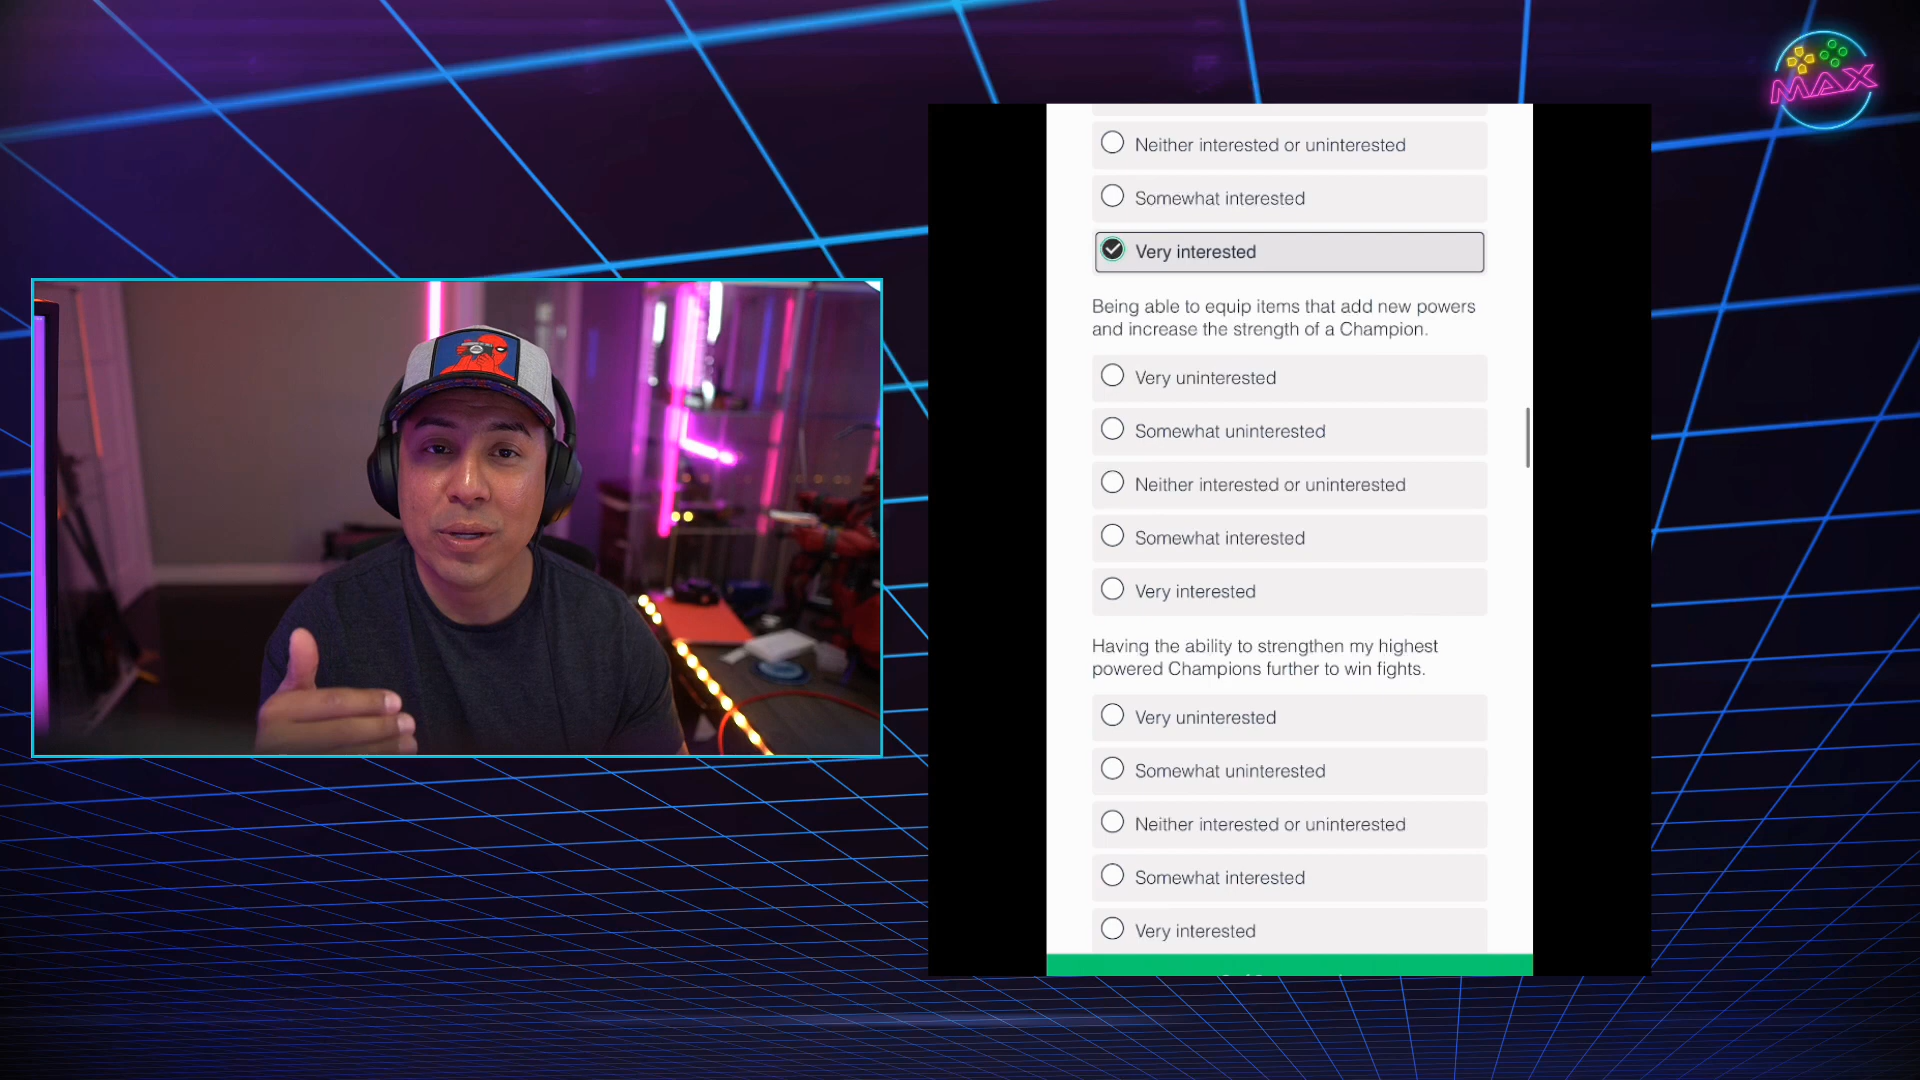 MAX
Neither interested or uninterested
Somewhat interested
Very interested
Being able to equip items that add new powers
and increase the strength of a Champion.
Very uninterested
Somewhat uninterested
Neither interested or uninterested
Somewhat interested
Very interested
Having the ability to strengthen my highest
powered Champions further to win fights.
Very uninterested
Somewhat uninterested
Neither interested or uninterested
Somewhat interested
Very interested